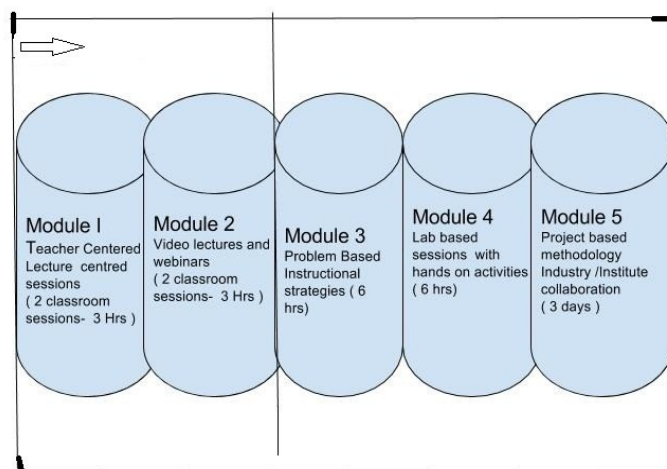 Module I
Teacher Centered
Lecture centred
sessions
( 2 classroom
sessions- 3 Hrs )
Module 2
Video lectures and
webinars
( 2 classroom
sessions- 3 Hrs )
Module 3
Problem Based
Instructional
strategies ( 6
hrs)
Module 4
Lab based
sessions with
hands on activities
( 6 hrs)
Module 5
Project based
methodology
Industry /Institute
collaboration
( 3 days )